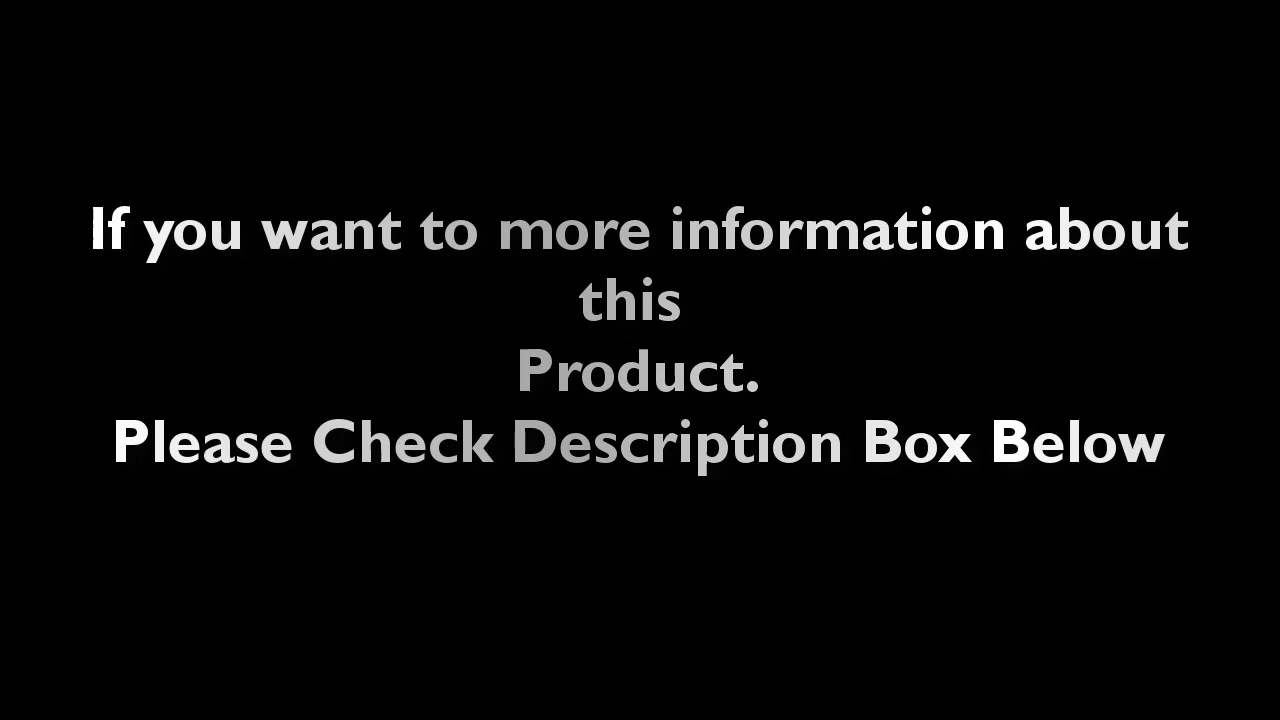 If you want to more information about
this
Product.
Please Check Description Box Below